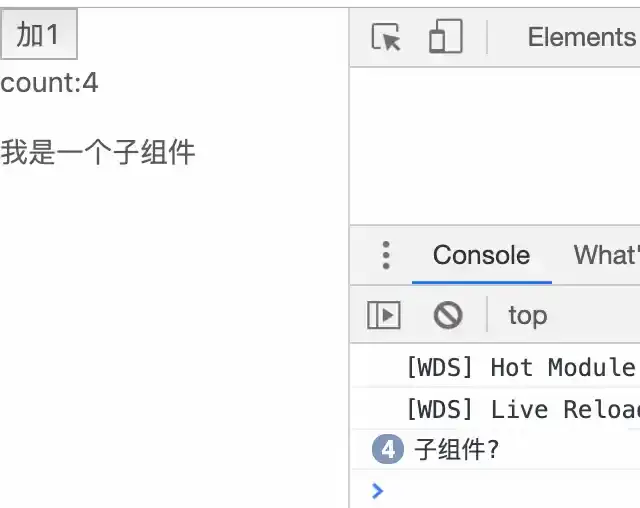 加1
count:4
我是一个子组件
Elements
Console
What'
top
[WDS] Hot Module
[WDS] Live Reloa
4 子组件?